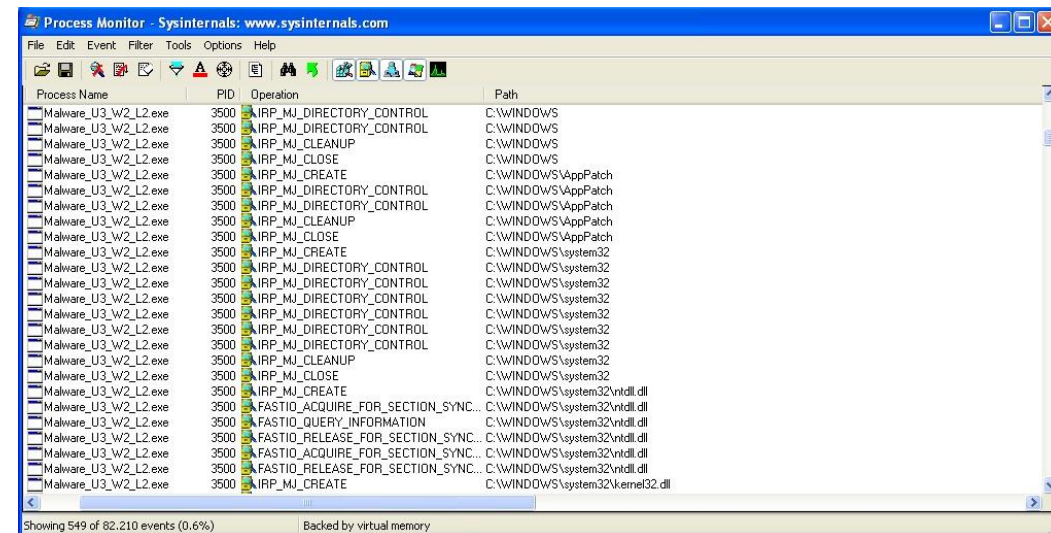 Process Monitor - Sysinternals: www.sysinternals.com
File Edit Event Filter Tools Options Help
Process Name PID Operation Path
Malware_U3_W2_L2.exe 3500 IRP_MJ_DIRECTORY_CONTROL C:\WINDOWS
Malware_U3_W2_L2.exe 3500 IRP_MJ_DIRECTORY_CONTROL C:\WINDOWS
Malware_U3_W2_L2.exe 3500 IRP_MJ_CLEANUP C:\WINDOWS
Malware_U3_W2_L2.exe 3500 IRP_MJ_CLOSE C:\WINDOWS
Malware_U3_W2_L2.exe 3500 IRP_MJ_CREATE C:\WINDOWS\AppPatch
Malware_U3_W2_L2.exe 3500 IRP_MJ_DIRECTORY_CONTROL C:\WINDOWS\AppPatch
Malware_U3_W2_L2.exe 3500 IRP_MJ_DIRECTORY_CONTROL C:\WINDOWS\AppPatch
Malware_U3_W2_L2.exe 3500 IRP_MJ_CLEANUP C:\WINDOWS\AppPatch
Malware_U3_W2_L2.exe 3500 IRP_MJ_CLOSE C:\WINDOWS\AppPatch
Malware_U3_W2_L2.exe 3500 IRP_MJ_CREATE C:\WINDOWS\system32
Malware_U3_W2_L2.exe 3500 IRP_MJ_DIRECTORY_CONTROL C:\WINDOWS\system32
Malware_U3_W2_L2.exe 3500 IRP_MJ_DIRECTORY_CONTROL C:\WINDOWS\system32
Malware_U3_W2_L2.exe 3500 IRP_MJ_DIRECTORY_CONTROL C:\WINDOWS\system32
Malware_U3_W2_L2.exe 3500 IRP_MJ_DIRECTORY_CONTROL C:\WINDOWS\system32
Malware_U3_W2_L2.exe 3500 IRP_MJ_DIRECTORY_CONTROL C:\WINDOWS\system32
Malware_U3_W2_L2.exe 3500 IRP_MJ_DIRECTORY_CONTROL C:\WINDOWS\system32
Malware_U3_W2_L2.exe 3500 IRP_MJ_CLEANUP C:\WINDOWS\system32
Malware_U3_W2_L2.exe 3500 IRP_MJ_CLOSE C:\WINDOWS\system32
Malware_U3_W2_L2.exe 3500 IRP_MJ_CREATE C:\WINDOWS\system32\ntdll.dll
Malware_U3_W2_L2.exe 3500 FASTIO_ACQUIRE_FOR_SECTION_SYNC... C:\WINDOWS\system32\ntdll.dll
Malware_U3_W2_L2.exe 3500 FASTIO_QUERY_INFORMATION C:\WINDOWS\system32\ntdll.dll
Malware_U3_W2_L2.exe 3500 FASTIO_RELEASE_FOR_SECTION_SYNC... C:\WINDOWS\system32\ntdll.dll
Malware_U3_W2_L2.exe 3500 FASTIO_ACQUIRE_FOR_SECTION_SYNC... C:\WINDOWS\system32\ntdll.dll
Malware_U3_W2_L2.exe 3500 FASTIO_RELEASE_FOR_SECTION_SYNC... C:\WINDOWS\system32\ntdll.dll
Malware_U3_W2_L2.exe 3500 IRP_MJ_CREATE C:\WINDOWS\system32\kernel32.dll
Showing 549 of 82.210 events (0.6%) Backed by virtual memory